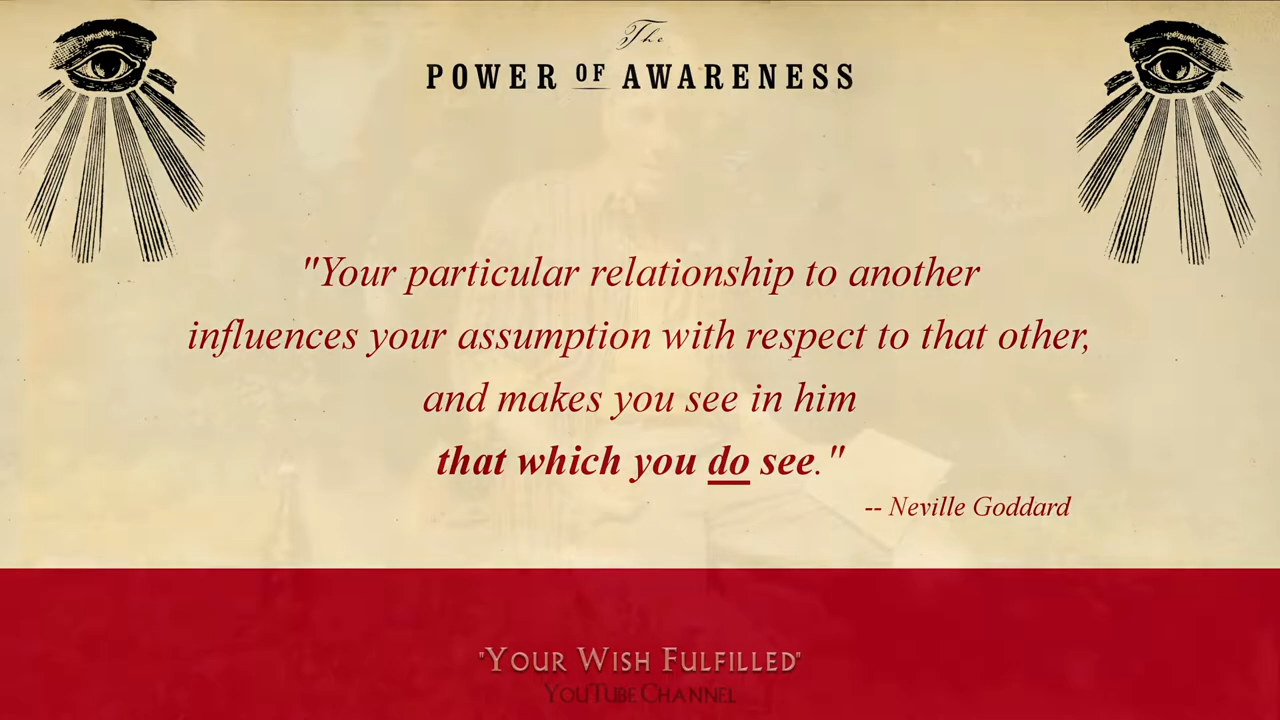 The
POWER OF AWARENESS
"Your particular relationship to another
influences your assumption with respect to that other,
and makes you see in him
that which you do see."
-- Neville Goddard
"YOUR WISH FULFILLED"
YOUTUBE CHANNEL